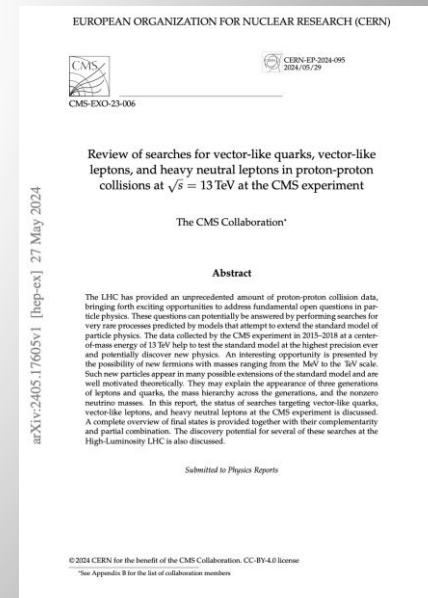 EUROPEAN ORGANIZATION FOR NUCLEAR RESEARCH (CERN)
CMS
CERN-EP-2024-095
2024/05/29
CMS-EXO-23-006
Review of searches for vector-like quarks, vector-like
leptons, and heavy neutral leptons in proton-proton
collisions at √s = 13 TeV at the CMS experiment
The CMS Collaboration*
Abstract
The LHC has provided an unprecedented amount of proton-proton collision data,
bringing forth exciting opportunities to address fundamental open questions in par-
ticle physics. These questions can potentially be answered by performing searches for
very rare processes predicted by models that attempt to extend the standard model of
particle physics. The data collected by the CMS experiment in 2015–2018 at a center-
of-mass energy of 13 TeV help to test the standard model at the highest precision ever
and potentially discover new physics. An interesting opportunity is presented by
the possibility of new fermions with masses ranging from the MeV to the TeV scale.
Such new particles appear in many possible extensions of the standard model and are
well motivated theoretically. They may explain the appearance of three generations
of leptons and quarks, the mass hierarchy across the generations, and the nonzero
neutrino masses. In this report, the status of searches targeting vector-like quarks,
vector-like leptons, and heavy neutral leptons at the CMS experiment is discussed.
A complete overview of final states is provided together with their complementarity
and partial combination. The discovery potential for several of these searches at the
High-Luminosity LHC is also discussed.
Submitted to Physics Reports
© 2024 CERN for the benefit of the CMS Collaboration. CC-BY-4.0 license
*See Appendix B for the list of collaboration members
arXiv:2405.17605v1 [hep-ex] 27 May 2024